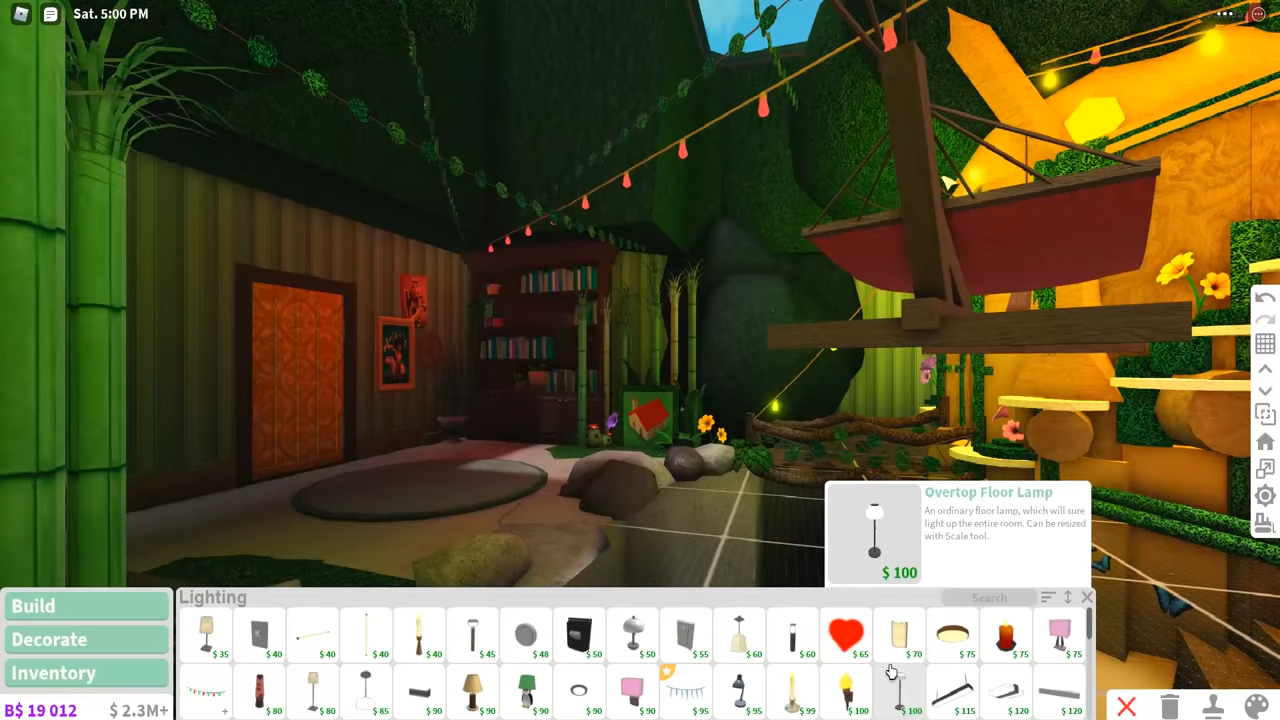 Sat. 5:00 PM
Overtop Floor Lamp
An ordinary floor lamp, which will sure
light up the entire room. Can be resized
with Scale tool.
$ 100
Build
Decorate
Inventory
B$ 19 012
$ 2.3M+
Lighting
Search
$ 35
$ 40
$ 40
$ 40
$ 40
$ 45
$ 48
$ 50
$ 50
$ 55
$ 60
$ 60
$ 65
$ 70
$ 75
$ 75
$ 75
+
$ 80
$ 80
$ 85
$ 90
$ 90
$ 90
$ 90
$ 90
$ 95
$ 95
$ 99
$ 100
$ 100
$ 115
$ 120
$ 120